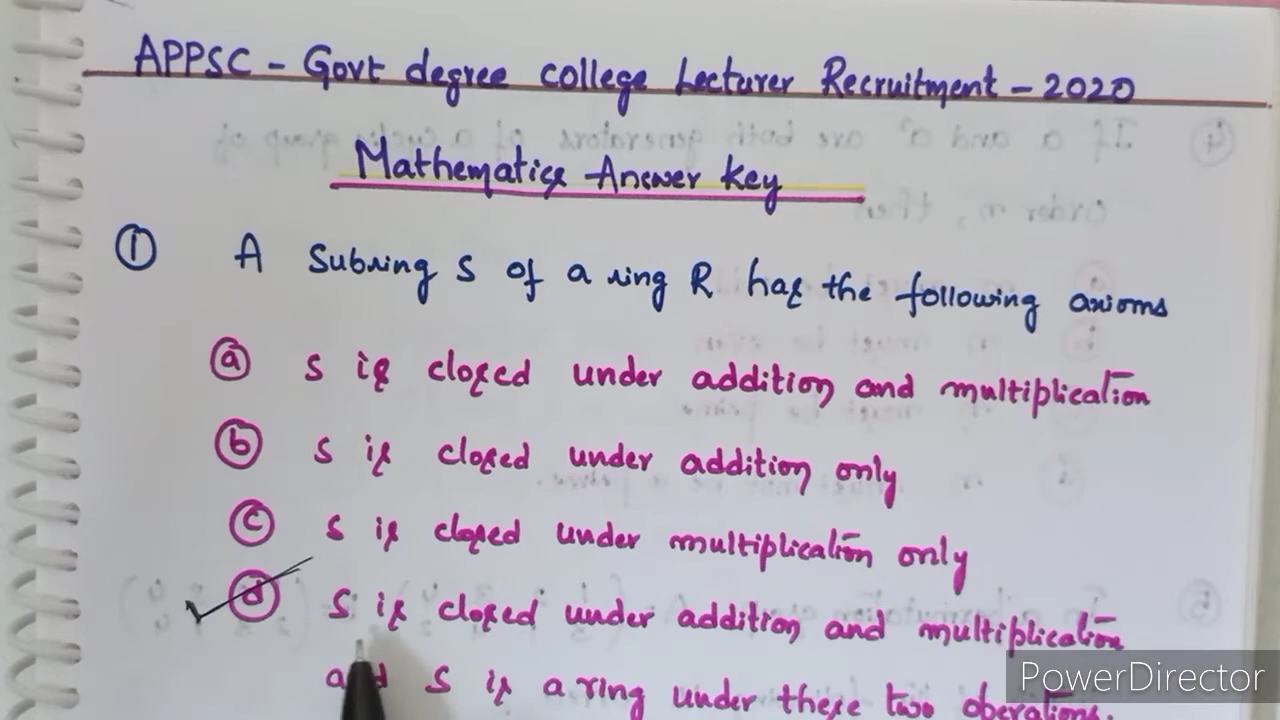 APPSC - Govt degree college Lecturer Recruitment - 2020
Mathematics Answer Key
① A Subring S of a ring R has the following axioms
ⓐ S is closed under addition and multiplication
ⓑ S is closed under addition only
ⓒ S is closed under multiplication only
ⓓ S is closed under addition and multiplication
and S is a ring under these two operations.
PowerDirector